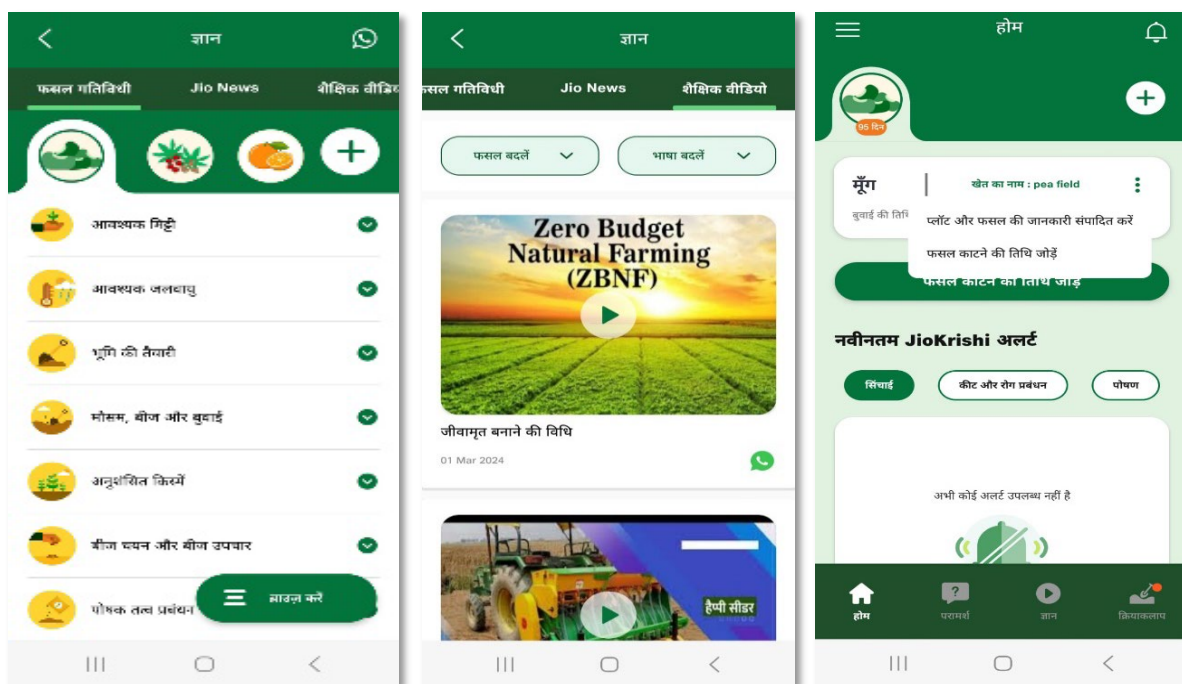 ज्ञान
फसल गतिविधी Jio News शैक्षिक वीडिय
आवश्यक मिट्टी
आवश्यक जलवायु
भूमि की तैयारी
मौसम, बीज और बुवाई
अनुशंसित किस्में
बीज चयन और बीज उपचार
पोषक तत्व प्रबंधन
ब्राउज़ करें
ज्ञान
फसल गतिविधी Jio News शैक्षिक वीडियो
फसल बदलें
भाषा बदलें
Zero Budget
Natural Farming
(ZBNF)
जीवामृत बनाने की विधि
01 Mar 2024
हैप्पी सीडर
होम
95 दिन
मूँग
खेत का नाम : pea field
बुवाई की तिथि
प्लॉट और फसल की जानकारी संपादित करें
फसल काटने की तिथि जोड़ें
फसल काटने की तिथि जोड़ें
नवीनतम JioKrishi अलर्ट
सिंचाई
कीट और रोग प्रबंधन
पोषण
अभी कोई अलर्ट उपलब्ध नहीं है
होम परामर्श ज्ञान क्रियाकलाप